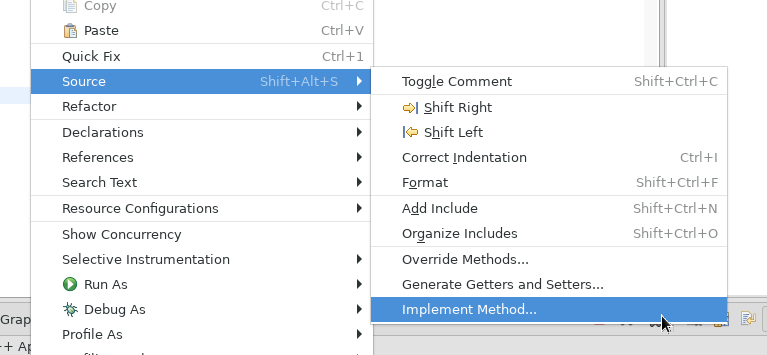 Copy Ctrl+C
Paste Ctrl+V
Quick Fix Ctrl+1
Source Shift+Alt+S
Refactor
Declarations
References
Search Text
Resource Configurations
Show Concurrency
Selective Instrumentation
Run As
Debug As
Profile As
Toggle Comment Shift+Ctrl+C
Shift Right
Shift Left
Correct Indentation Ctrl+I
Format Shift+Ctrl+F
Add Include Shift+Ctrl+N
Organize Includes Shift+Ctrl+O
Override Methods...
Generate Getters and Setters...
Implement Method...
Grap
++ Ap